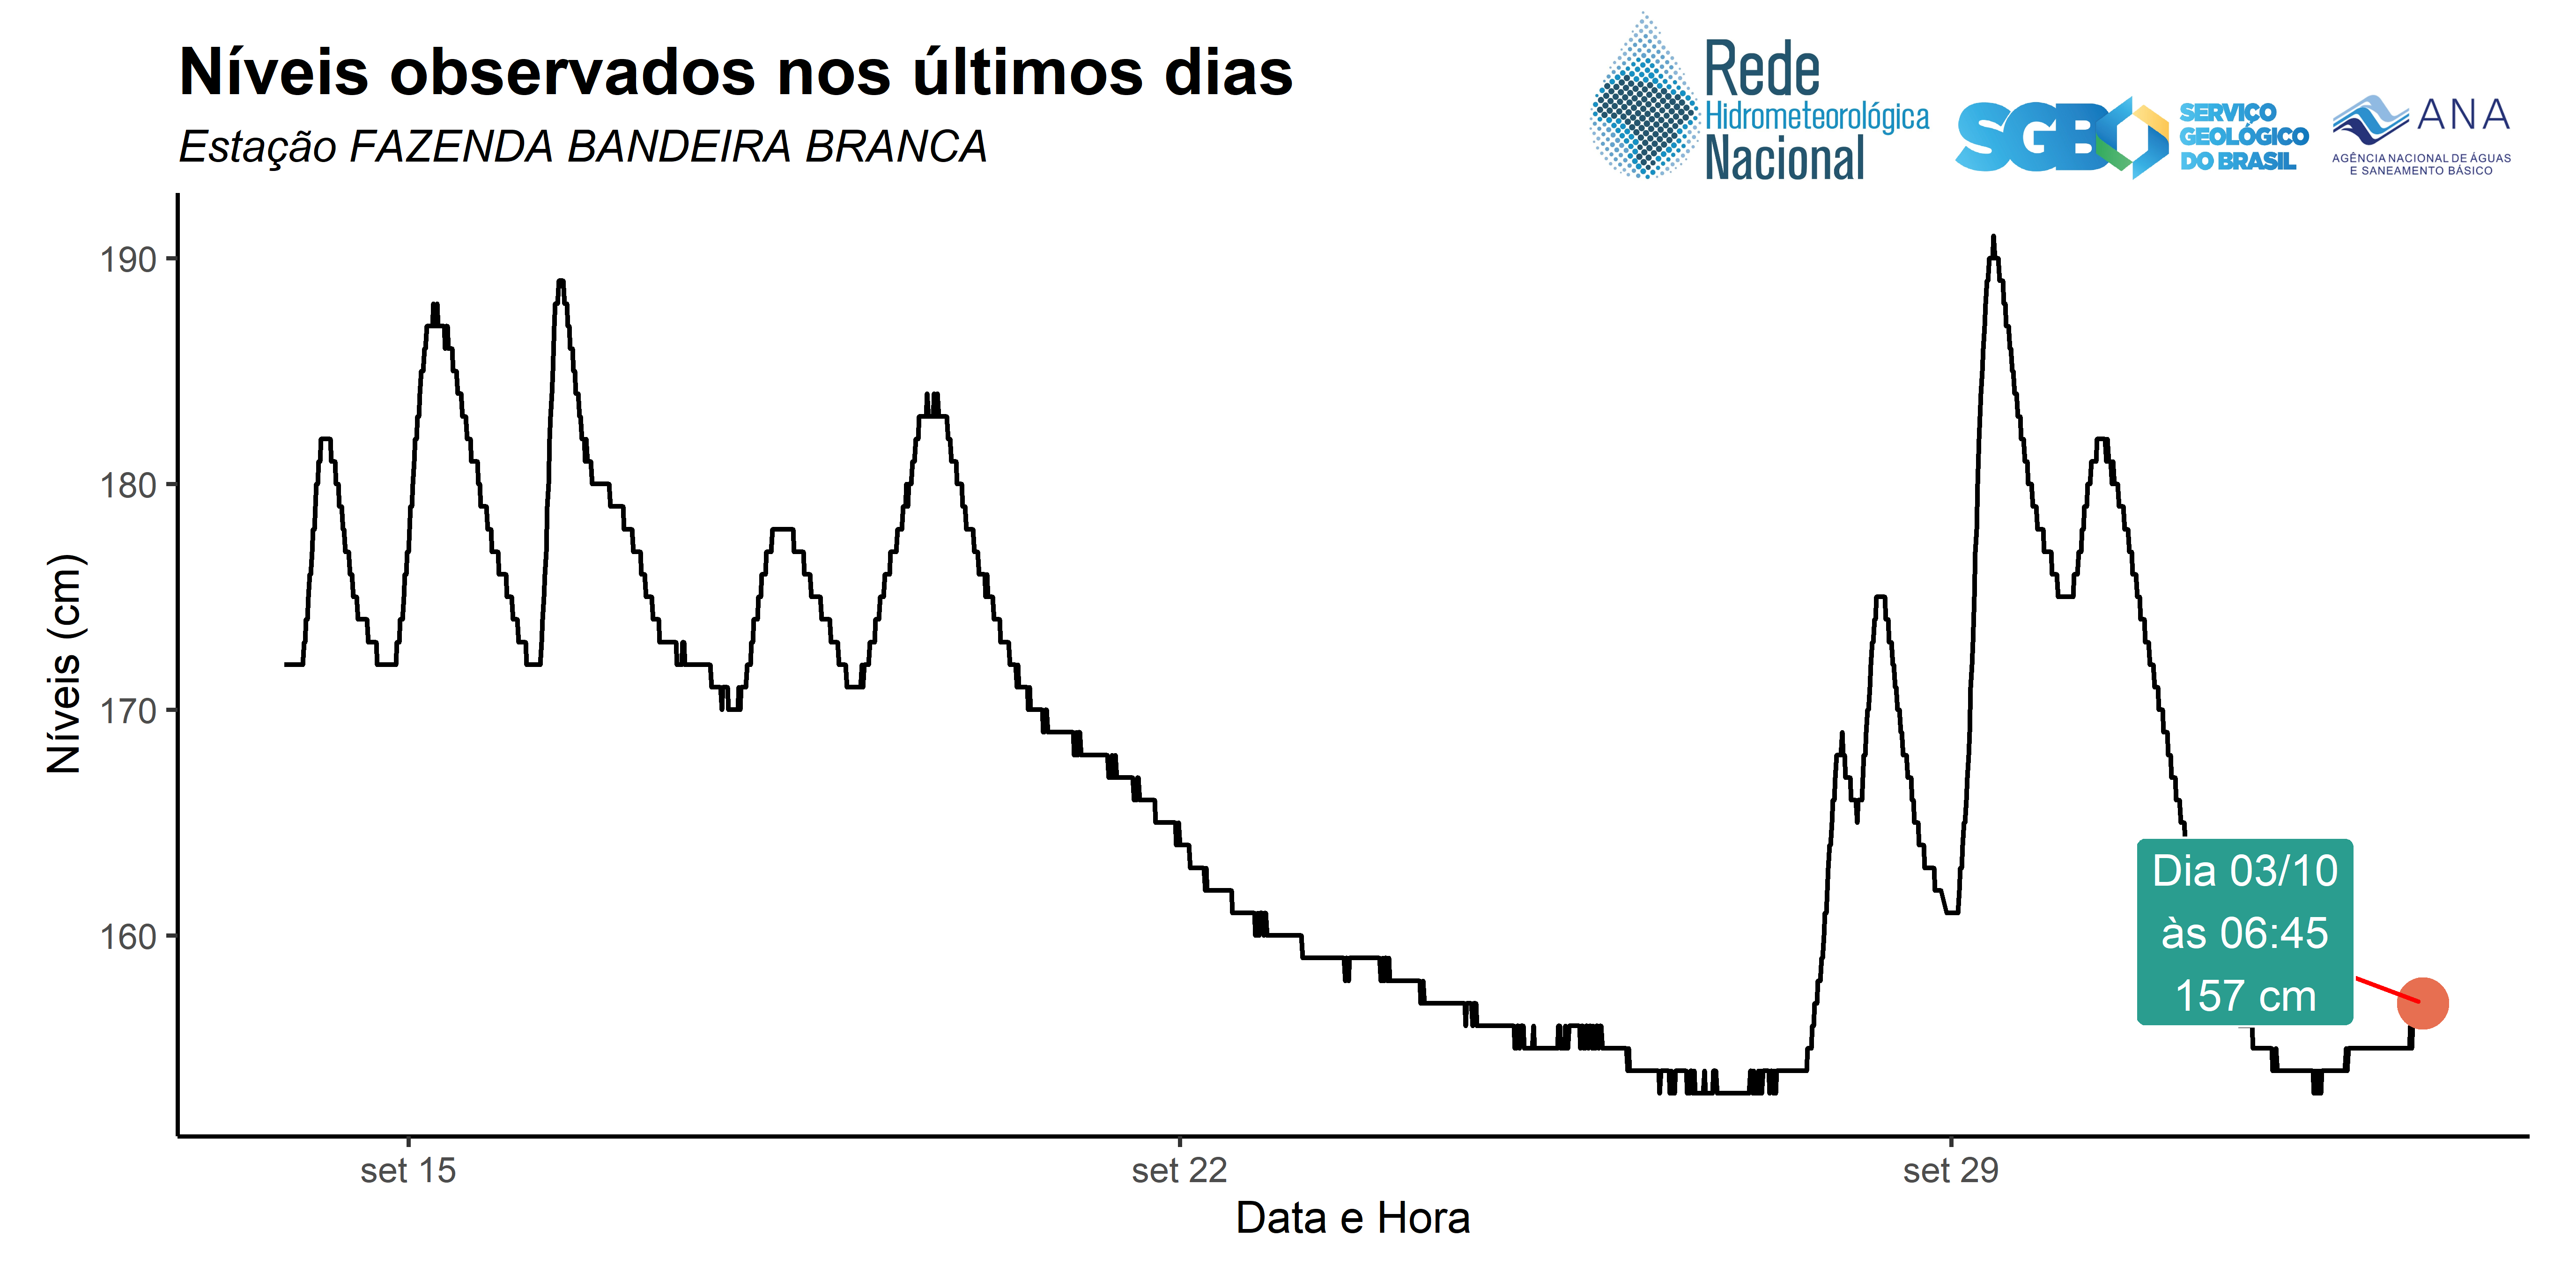 Níveis observados nos últimos dias
Estação FAZENDA BANDEIRA BRANCA
Rede
Hidrometeorológica
Nacional
SGB
SERVIÇO
GEOLÓGICO
DO BRASIL
ANA
AGÊNCIA NACIONAL DE ÁGUAS
E SANEAMENTO BÁSICO
Níveis (cm)
190
180
170
160
Dia 03/10
às 06:45
157 cm
set 15
set 22
set 29
Data e Hora